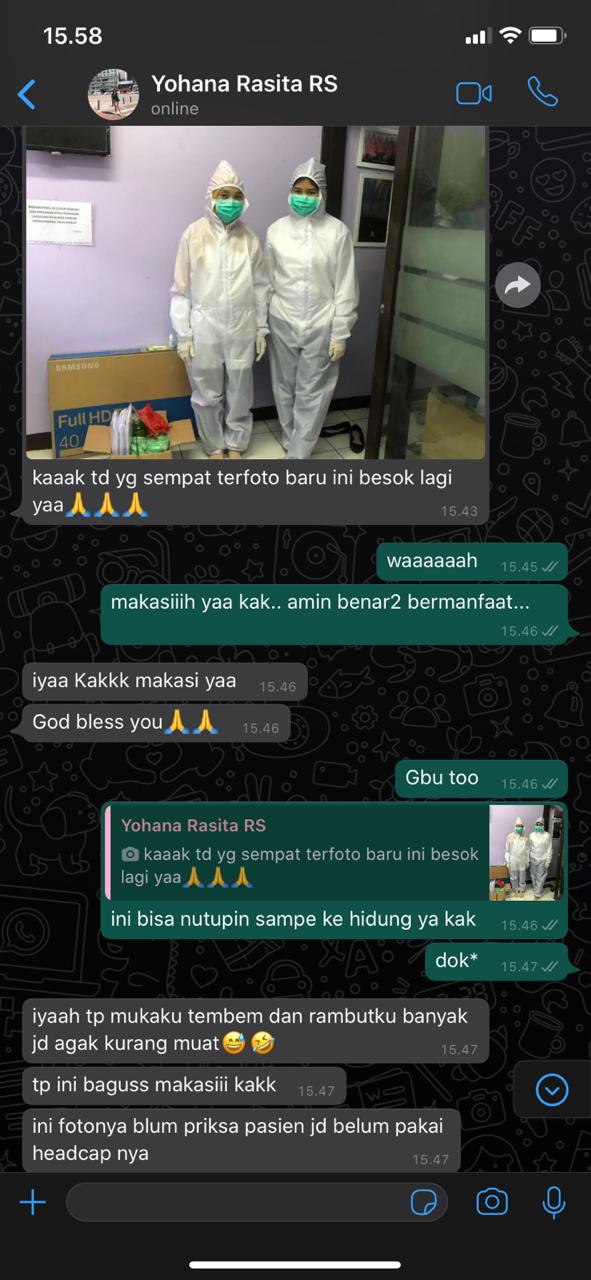 15.58
Yohana Rasita RS
online
SAMSUNG
Full HD
40
kaaak td yg sempat terfoto baru ini besok lagi
yaa🙏🙏🙏
15.43
waaaaaah 15.45
makasiiih yaa kak.. amin benar2 bermanfaat...
15.46
iyaa Kakkk makasi yaa 15.46
God bless you🙏🙏 15.46
Gbu too 15.46
Yohana Rasita RS
kaaak td yg sempat terfoto baru ini besok
lagi yaa🙏🙏🙏
ini bisa nutupin sampe ke hidung ya kak 15.46
dok* 15.47
iyaah tp mukaku tembem dan rambutku banyak
jd agak kurang muat😅🤣 15.47
tp ini baguss makasiii kakk 15.47
ini fotonya blum priksa pasien jd belum pakai
headcap nya 15.47